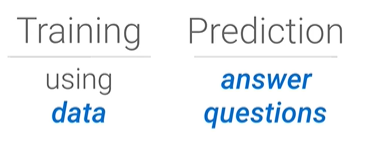 Training
using
data
Prediction
answer
questions